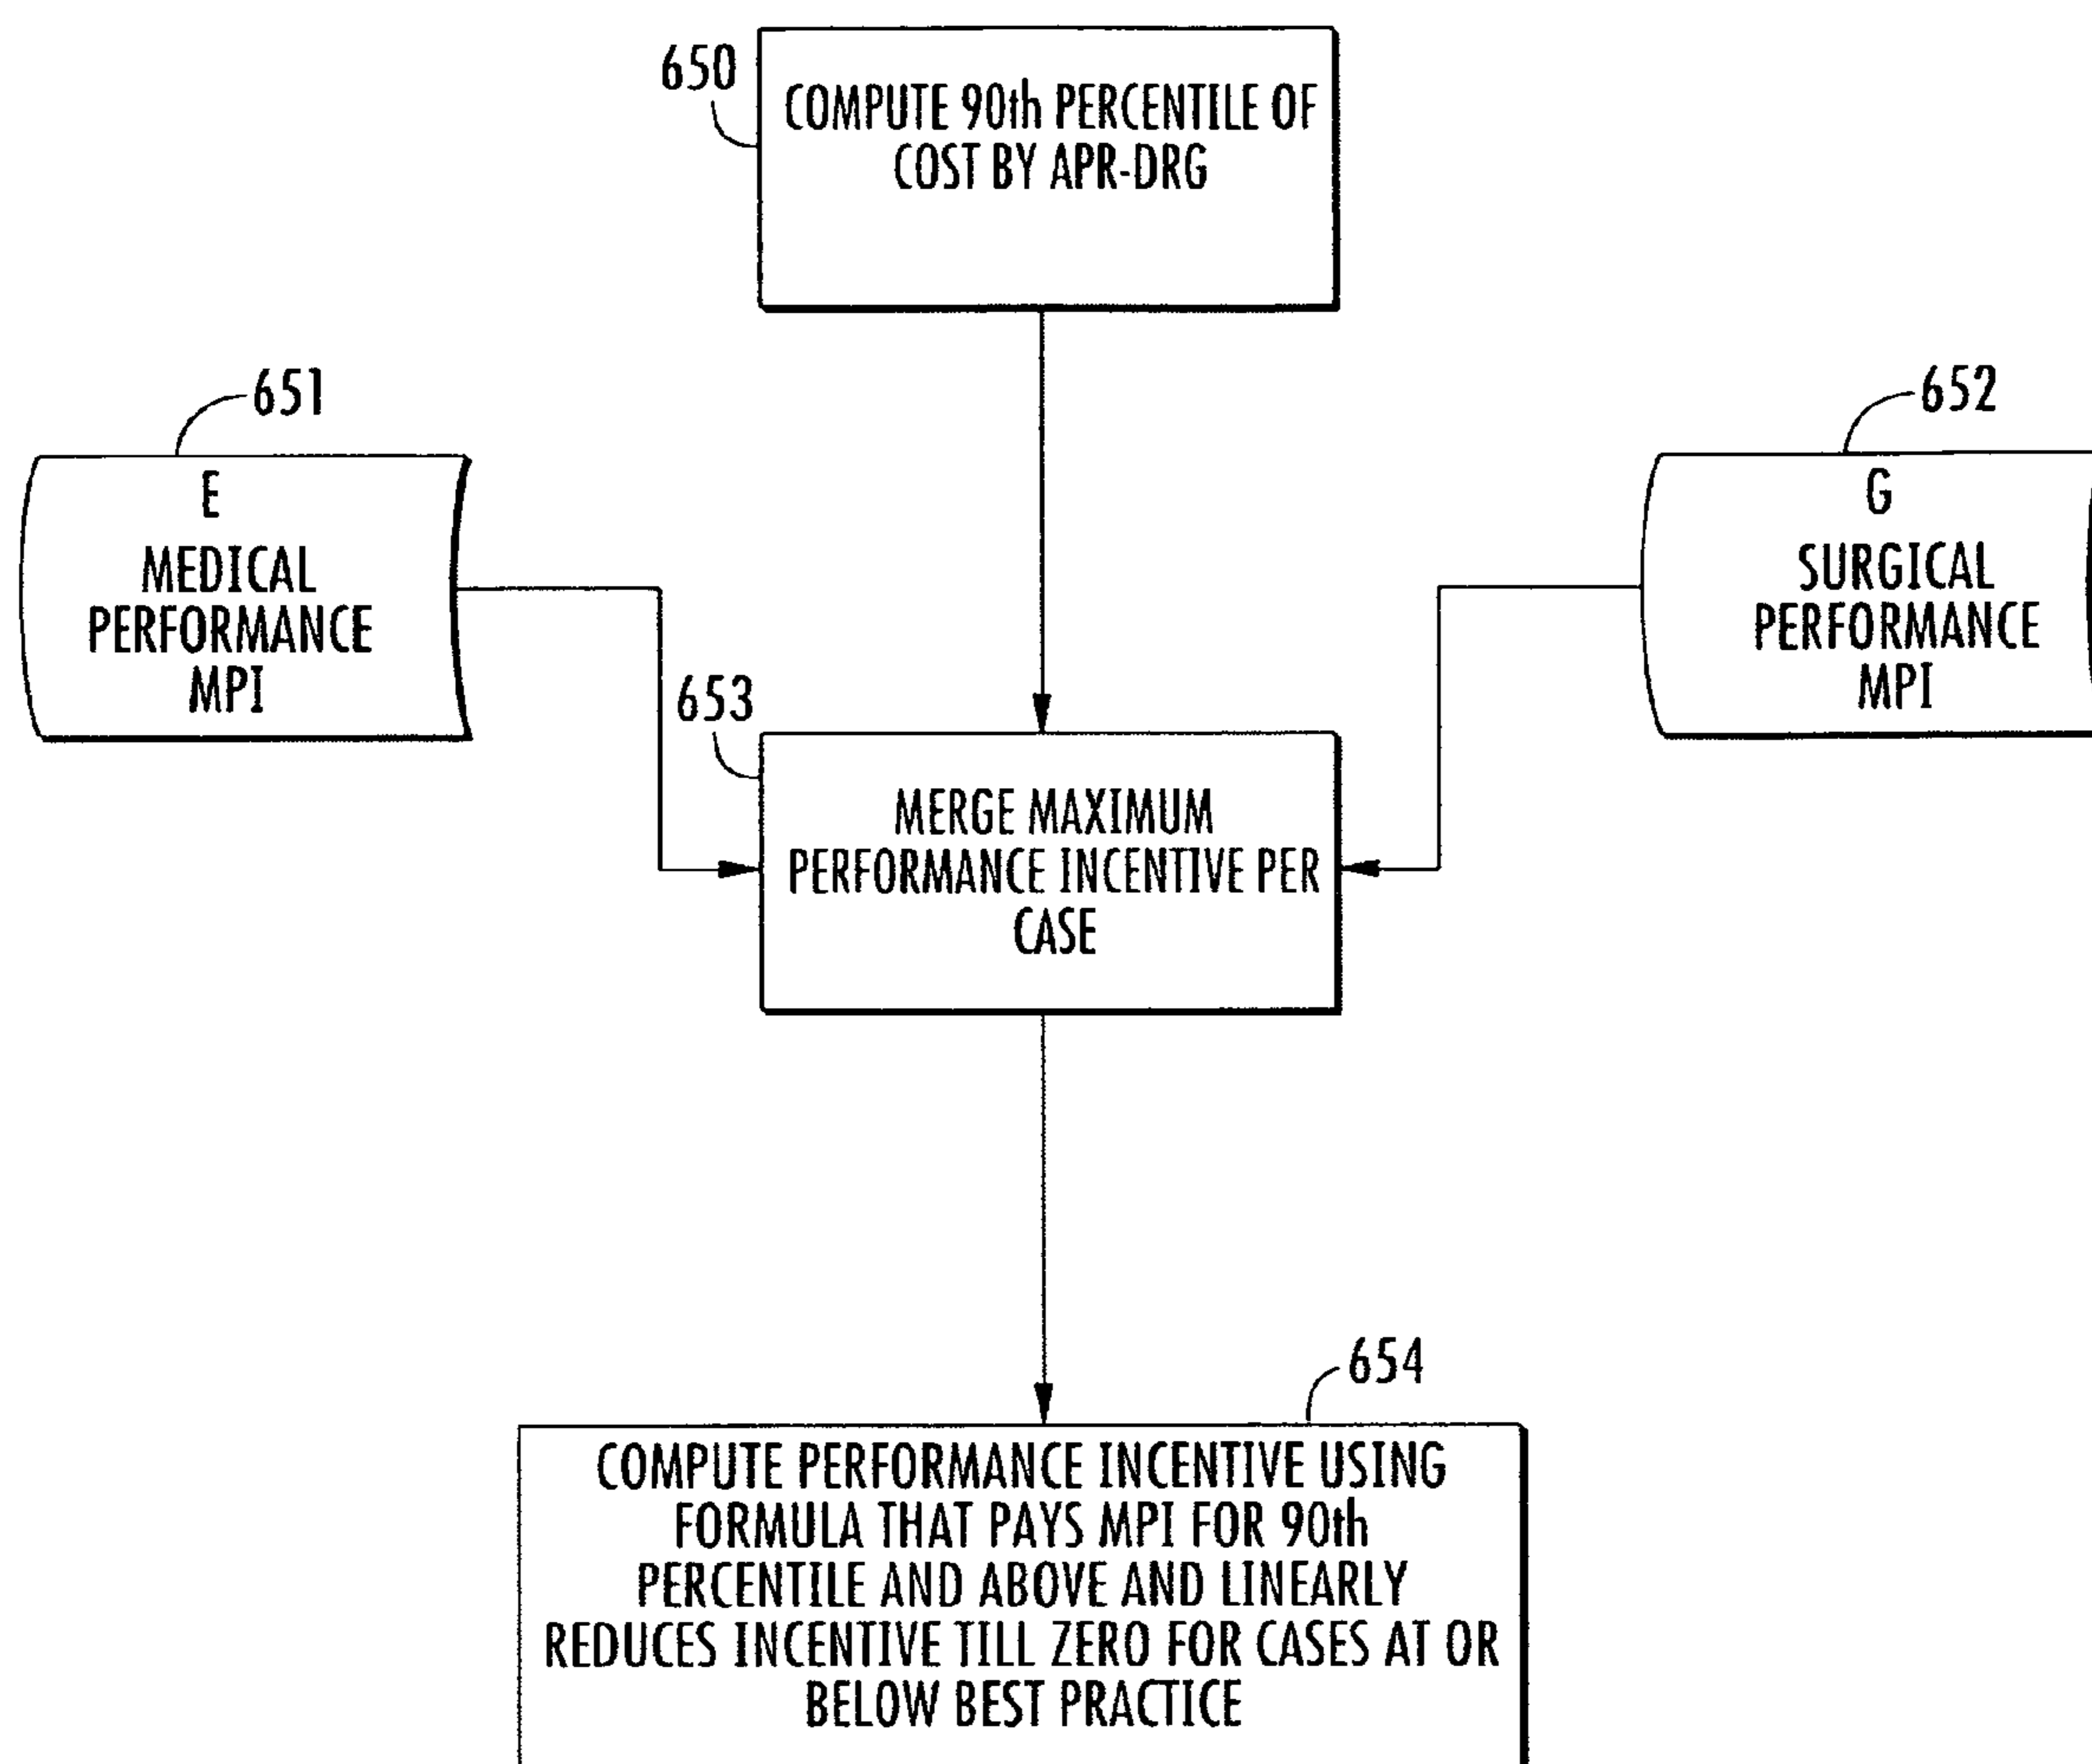 650
COMPUTE 90th PERCENTILE OF
COST BY APR-DRG
651
E
MEDICAL
PERFORMANCE
MPI
652
G
SURGICAL
PERFORMANCE
MPI
653
MERGE MAXIMUM
PERFORMANCE INCENTIVE PER
CASE
654
COMPUTE PERFORMANCE INCENTIVE USING
FORMULA THAT PAYS MPI FOR 90th
PERCENTILE AND ABOVE AND LINEARLY
REDUCES INCENTIVE TILL ZERO FOR CASES AT OR
BELOW BEST PRACTICE